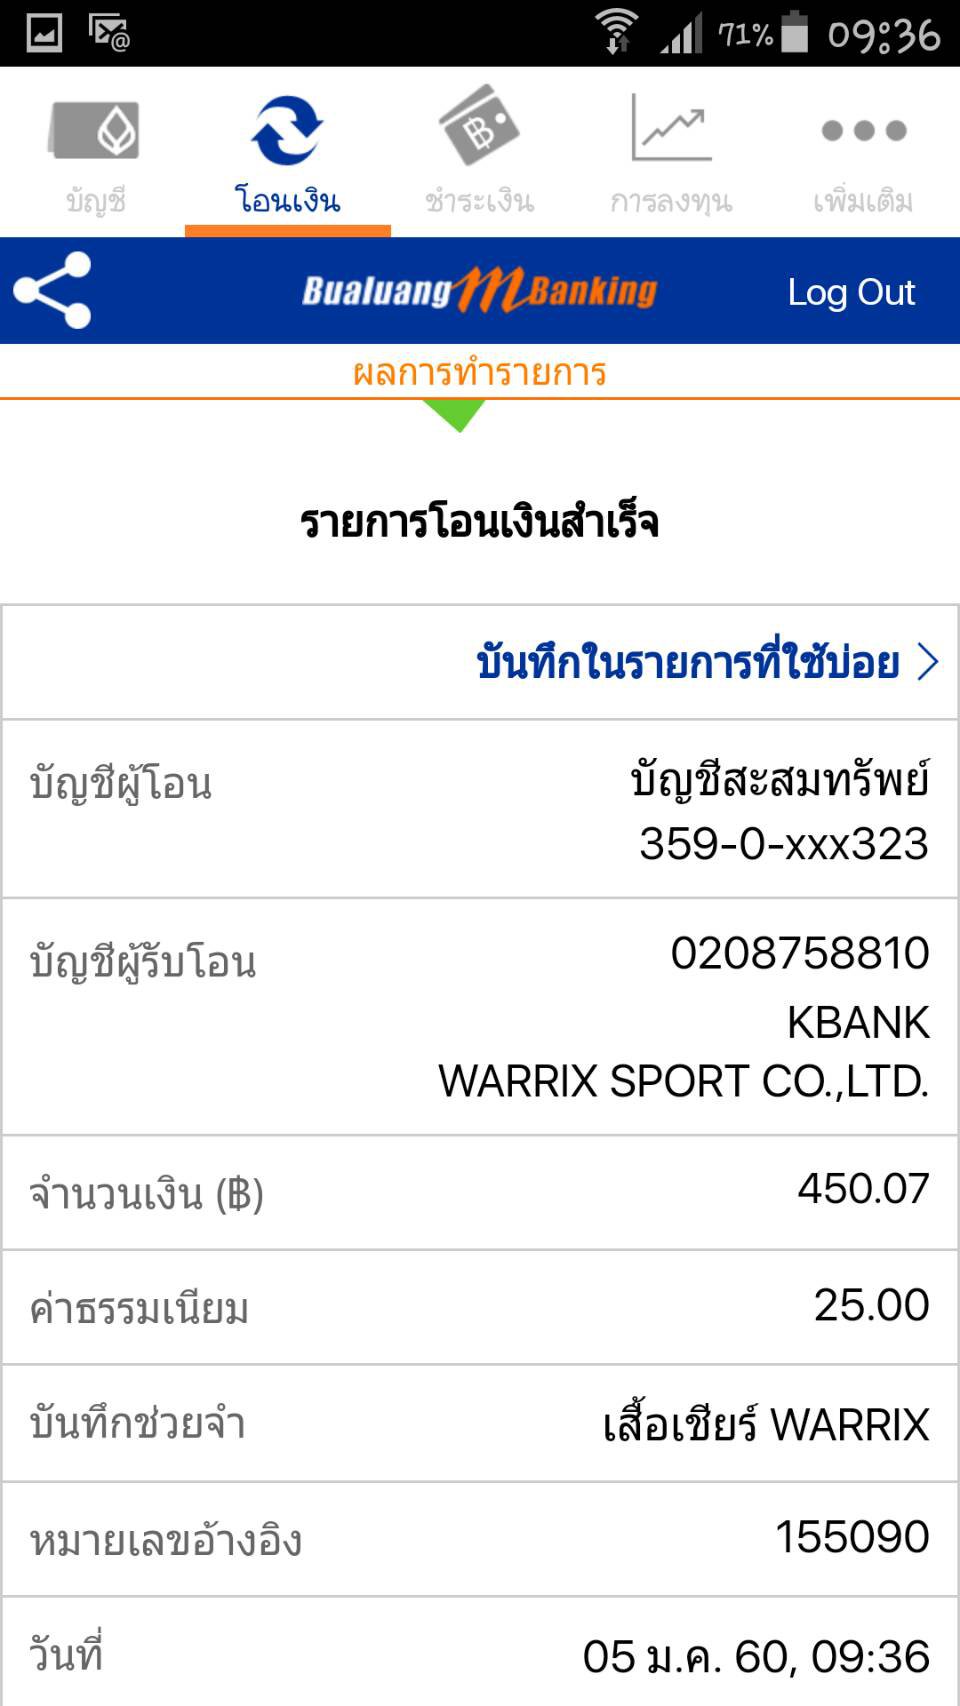 71% 09:36
บัญชี โอนเงิน ชำระเงิน การลงทุน เพิ่มเติม
Bualuang mBanking Log Out
ผลการทำรายการ
รายการโอนเงินสำเร็จ
บันทึกในรายการที่ใช้บ่อย
บัญชีผู้โอน บัญชีสะสมทรัพย์
359-0-xxx323
บัญชีผู้รับโอน 0208758810
KBANK
WARRIX SPORT CO.,LTD.
จำนวนเงิน (฿) 450.07
ค่าธรรมเนียม 25.00
บันทึกช่วยจำ เสื้อเชียร์ WARRIX
หมายเลขอ้างอิง 155090
วันที่ 05 ม.ค. 60, 09:36